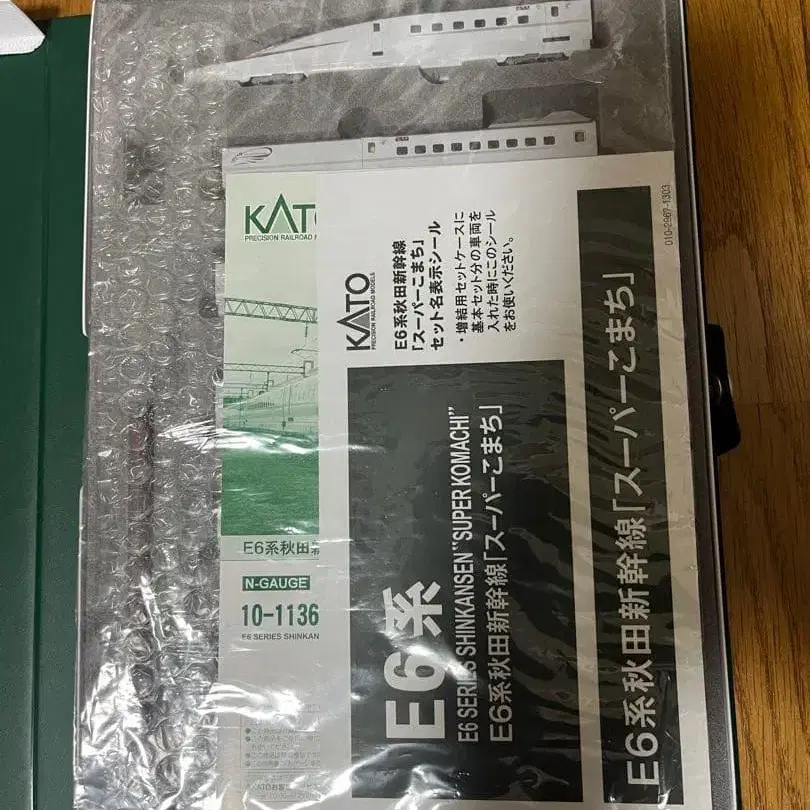 KATO
PRECISION RAILROAD M
E6系秋田新
N-GAUGE
10-1136
E6 SERIES SHINKAN
KATO
PRECISION RAILROAD MODELS
E6系秋田新幹線
「スーパーこまち」
セット名表示シール
・増結用セットケースに
基本セット分の車両を
入れた時にこのシール
をお使いください。
E6系
E6 SERIES SHINKANSEN "SUPER KOMACHI"
E6系秋田新幹線「スーパーこまち」
E6系秋田新幹線「スーパーこまち」
010-2967-1303